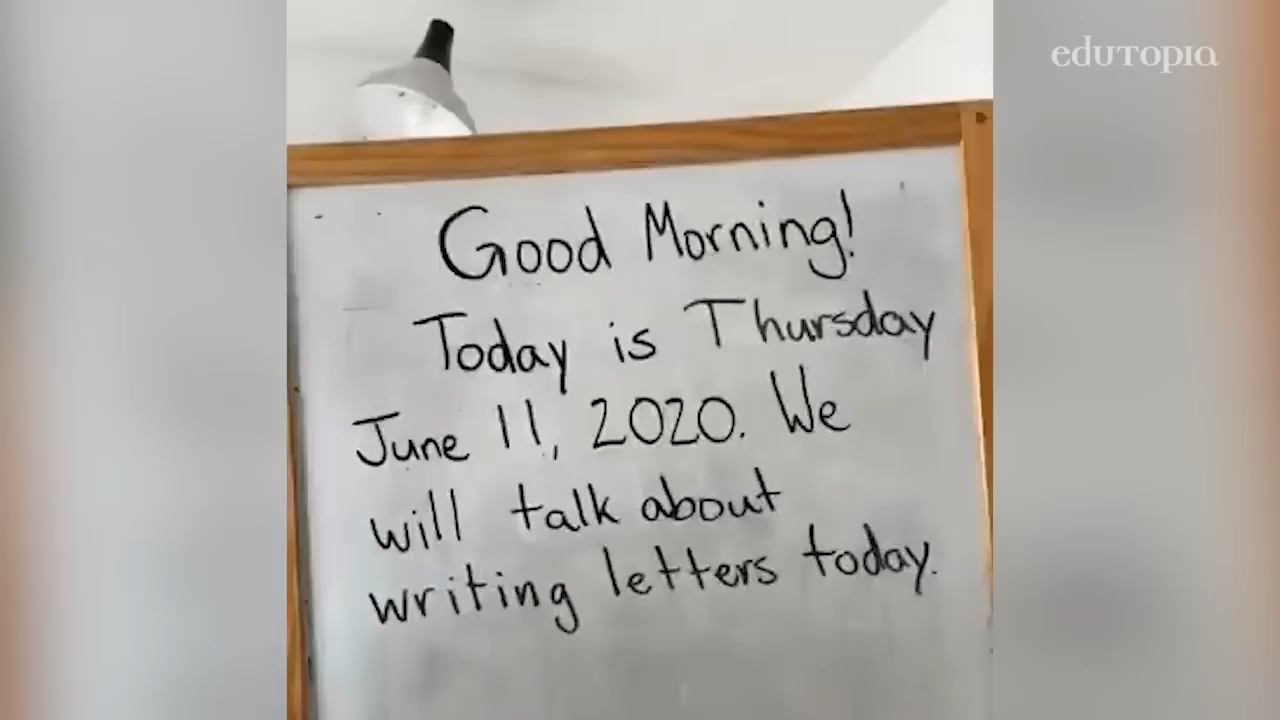 edutopia
Good Morning!
Today is Thursday
June 11, 2020. We
will talk about
writing letters today.